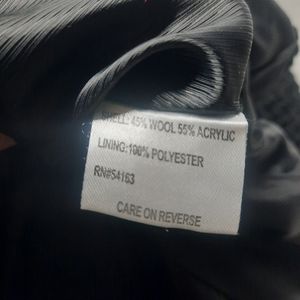 SHELL: 45% WOOL 55% ACRYLIC
LINING:100% POLYESTER
RN#54163
CARE ON REVERSE